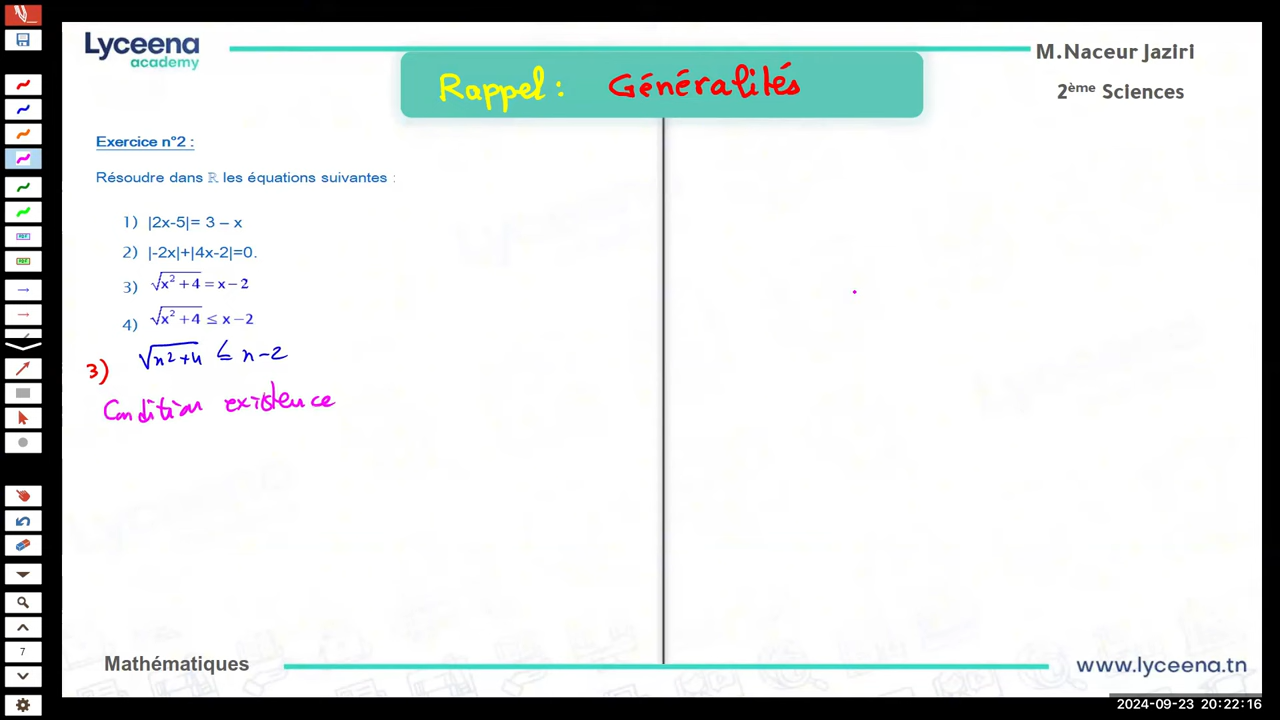 Lyceena
academy
M.Naceur Jaziri
2ème Sciences
Rappel : Généralités
Exercice n°2 :
Résoudre dans ℝ les équations suivantes :
1) |2x-5|= 3 – x
2) |-2x|+|4x-2|=0.
3) √(x²+4) = x−2
4) √(x²+4) ≤ x−2
3) √(x²+4) ≤ x−2
Condition existence
7
Mathématiques
www.lyceena.tn
2024-09-23 20:22:16